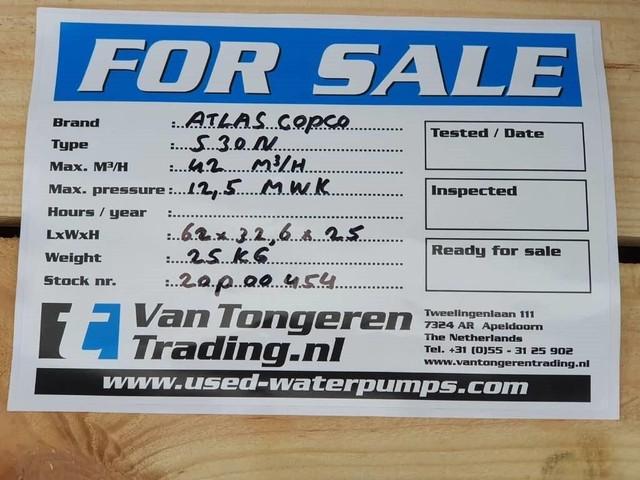 FOR SALE
Brand :.. ATLAS COPCO
Type :.. S 30 N
Max. M³/H :.. 42 M³/H
Max. pressure :.. 12,5 MWK
Hours / year :
LxWxH :.. 62 x 32,6 x 25
Weight :.. 25 KG
Stock nr. :.. 20p00454
Tested / Date
Inspected
Ready for sale
t
Van Tongeren
Trading.nl
Tweelingenlaan 111
7324 AR Apeldoorn
The Netherlands
Tel. +31 (0)55 - 31 25 902
www.vantongerentrading.nl
www.used-waterpumps.com